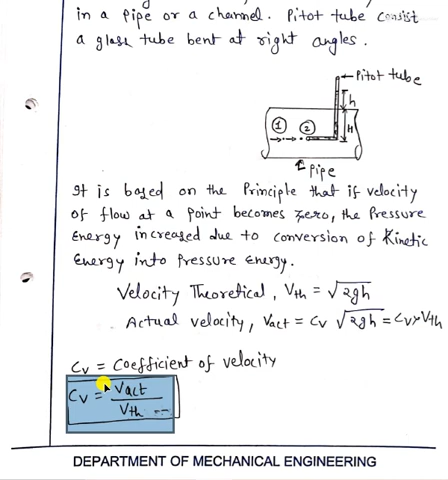 in a pipe or a channel. Pitot tube consist
a glass tube bent at right angles.
Pitot tube
h
1 2 H
Pipe
It is based on the Principle that if velocity
of flow at a point becomes zero, the Pressure
Energy increased due to conversion of Kinetic
Energy into Pressure Energy.
Velocity Theoretical, Vth = √2gh
Actual velocity, Vact = Cv √2gh = Cv × Vth
Cv = Coefficient of velocity
Cv = Vact / Vth
DEPARTMENT OF MECHANICAL ENGINEERING